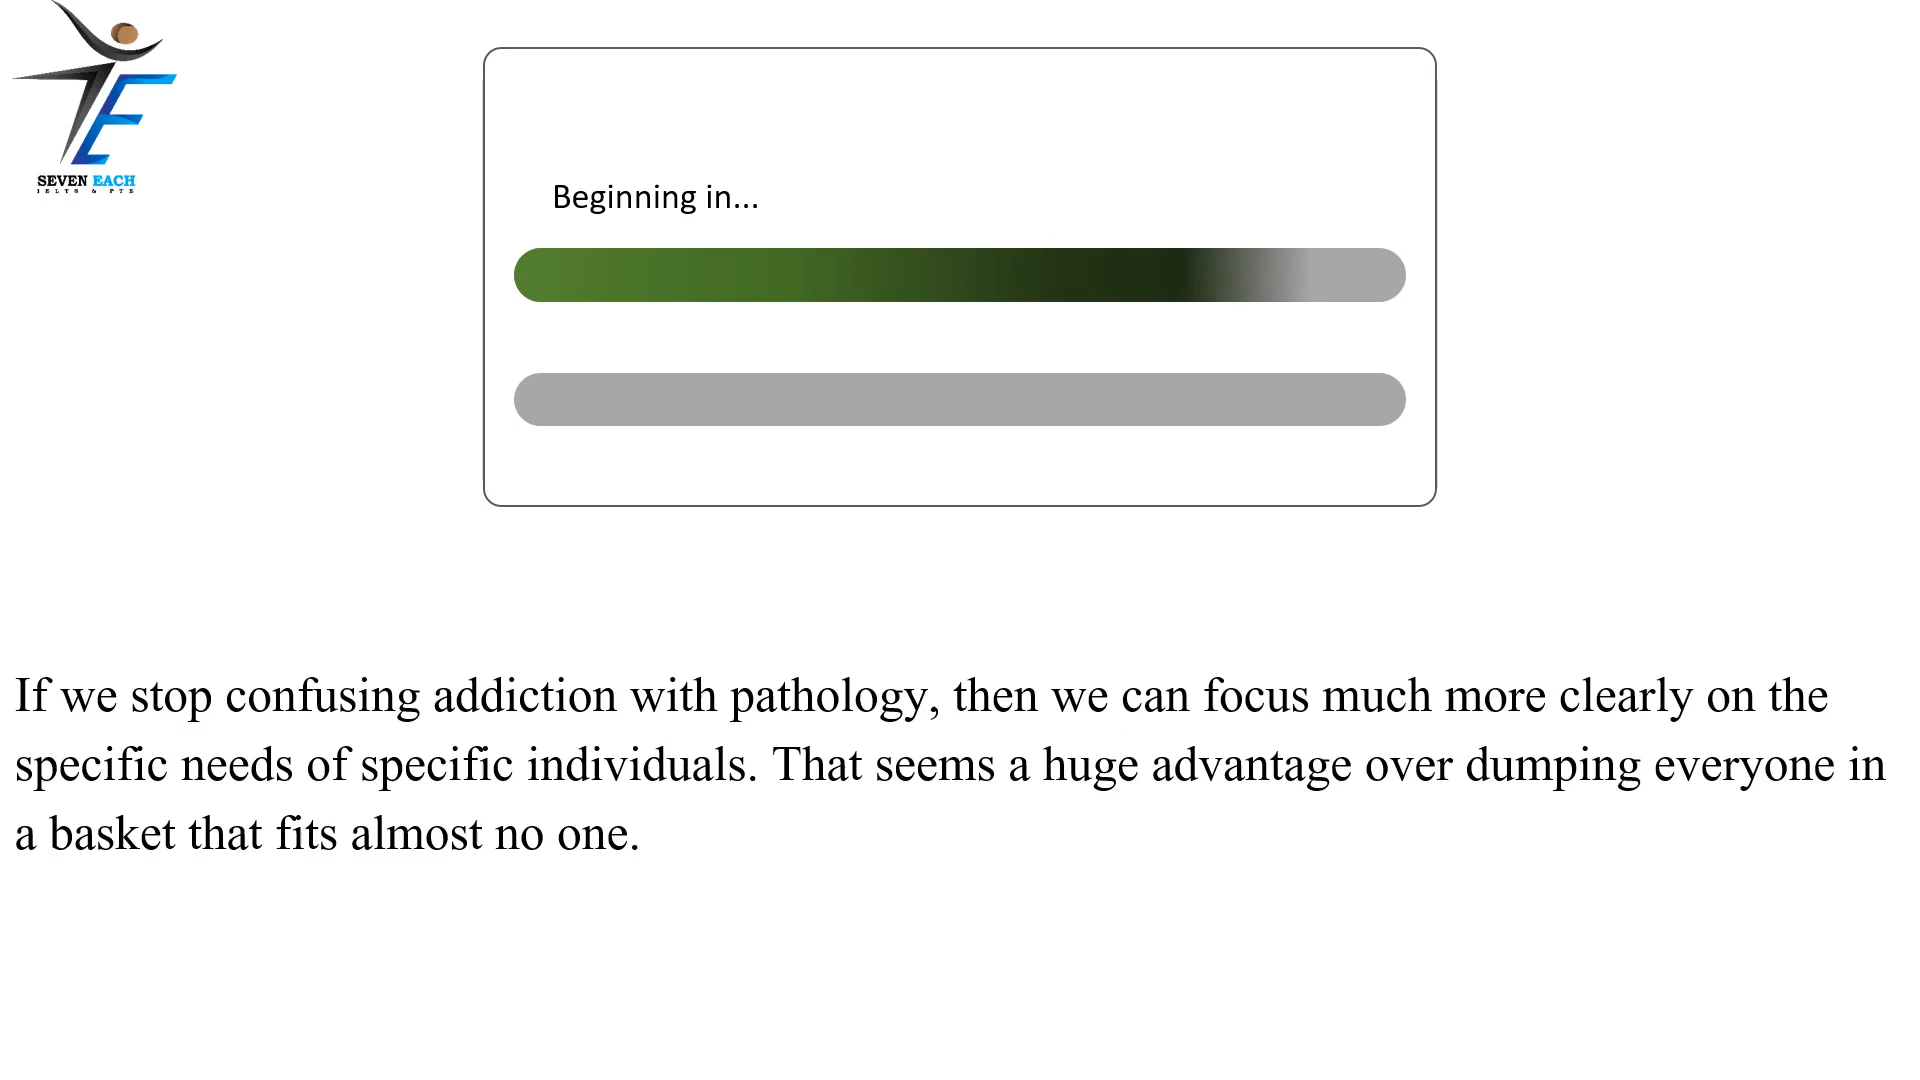 SEVEN EACH
IELTS & PTE
Beginning in...
If we stop confusing addiction with pathology, then we can focus much more clearly on the
specific needs of specific individuals. That seems a huge advantage over dumping everyone in
a basket that fits almost no one.